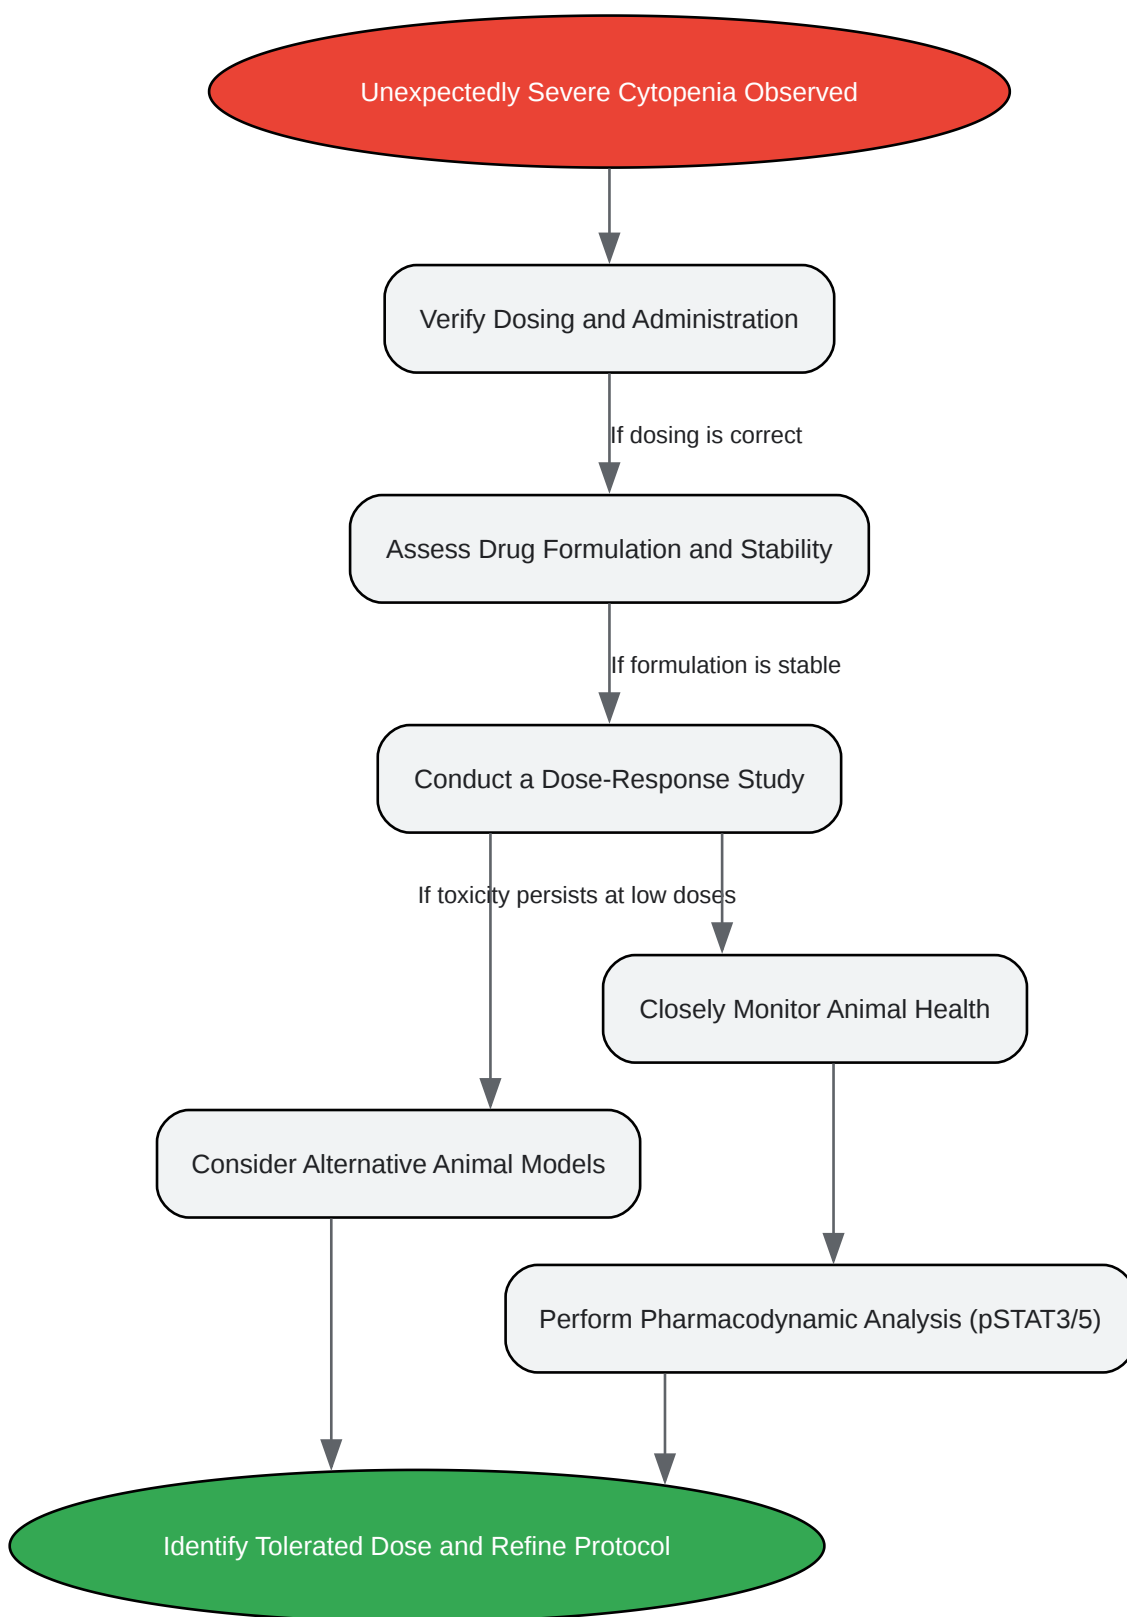 Unexpectedly Severe Cytopenia Observed
Verify Dosing and Administration
If dosing is correct
Assess Drug Formulation and Stability
If formulation is stable
Conduct a Dose-Response Study
If toxicity persists at low doses
Closely Monitor Animal Health
Consider Alternative Animal Models
Perform Pharmacodynamic Analysis (pSTAT3/5)
Identify Tolerated Dose and Refine Protocol